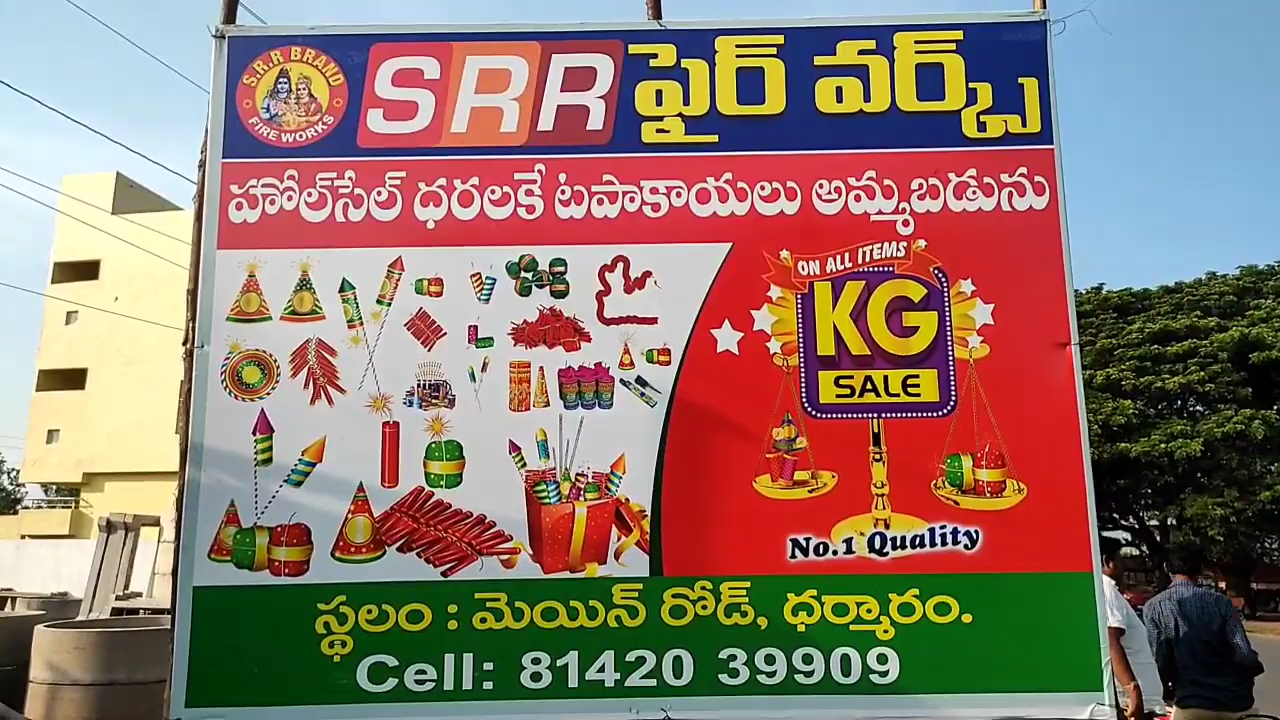 S.R.R BRAND
FIRE WORKS
SRR ఫైర్ వర్క్స్
హోల్‌సేల్ ధరలకే టపాకాయలు అమ్మబడును
ON ALL ITEMS
KG
SALE
No.1 Quality
స్థలం : మెయిన్ రోడ్, ధర్మారం.
Cell: 81420 39909